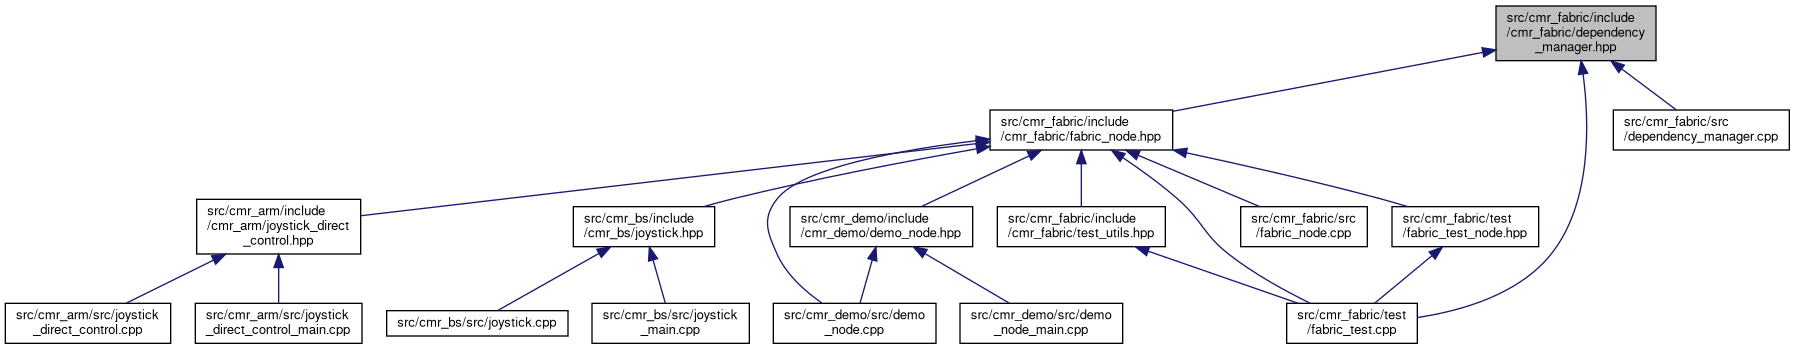 src/cmr_fabric/include
/cmr_fabric/dependency
_manager.hpp
src/cmr_fabric/include
/cmr_fabric/fabric_node.hpp
src/cmr_fabric/src
/dependency_manager.cpp
src/cmr_arm/include
/cmr_arm/joystick_direct
_control.hpp
src/cmr_bs/include
/cmr_bs/joystick.hpp
src/cmr_demo/include
/cmr_demo/demo_node.hpp
src/cmr_fabric/include
/cmr_fabric/test_utils.hpp
src/cmr_fabric/src
/fabric_node.cpp
src/cmr_fabric/test
/fabric_test_node.hpp
src/cmr_arm/src/joystick
_direct_control.cpp
src/cmr_arm/src/joystick
_direct_control_main.cpp
src/cmr_bs/src/joystick.cpp
src/cmr_bs/src/joystick
_main.cpp
src/cmr_demo/src/demo
_node.cpp
src/cmr_demo/src/demo
_node_main.cpp
src/cmr_fabric/test
/fabric_test.cpp